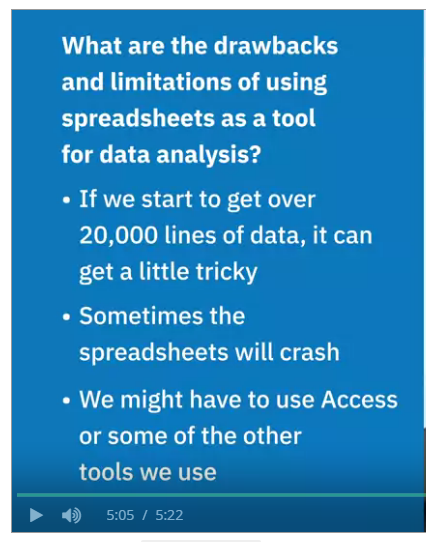 What are the drawbacks
and limitations of using
spreadsheets as a tool
for data analysis?
• If we start to get over
20,000 lines of data, it can
get a little tricky
• Sometimes the
spreadsheets will crash
• We might have to use Access
or some of the other
tools we use
5:05 / 5:22